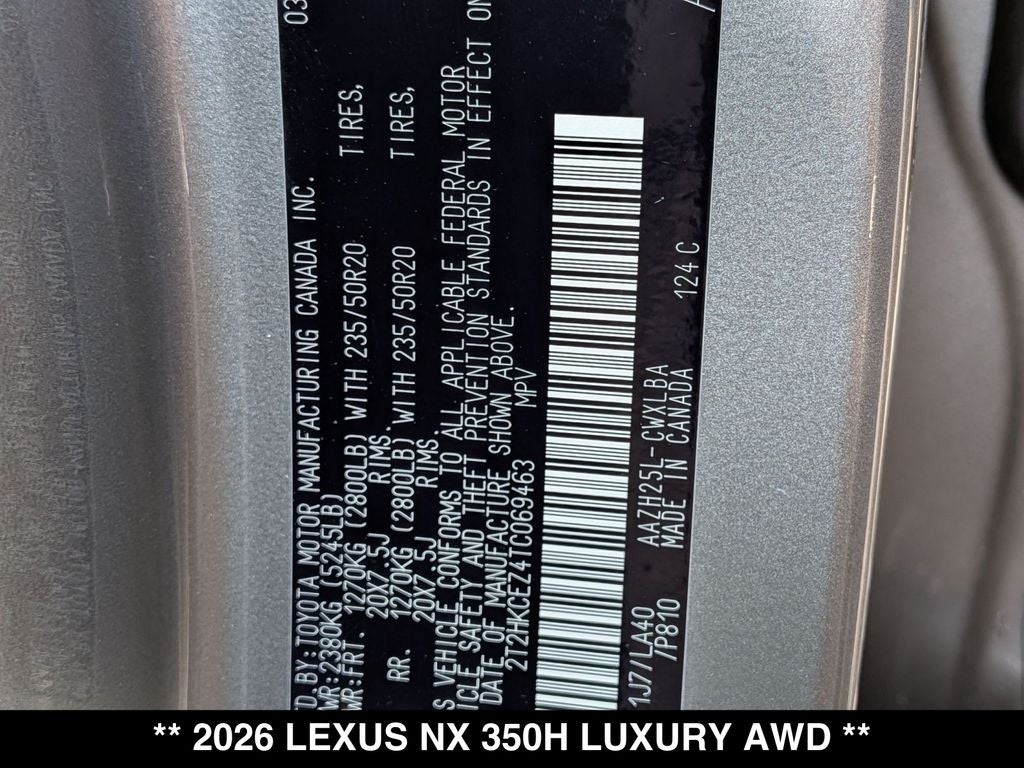 FD.BY:TOYOTA MOTOR MANUFACTURING CANADA INC. 03
WR:2380KG (5245LB)
WR:FRT. 1270KG (2800LB) WITH 235/50R20 TIRES,
20X7.5J RIMS.
RR. 1270KG (2800LB) WITH 235/50R20 TIRES,
20X7.5J RIMS.
S VEHICLE CONFORMS TO ALL APPLICABLE FEDERAL MOTOR
ICLE SAFETY AND THEFT PREVENTION STANDARDS IN EFFECT ON
DATE OF MANUFACTURE SHOWN ABOVE.
2T2HKCEZ4TC069463 MPV
1J7/LA40 AAZH25L-CWXLBA 124 C
/P810 MADE IN CANADA
** 2026 LEXUS NX 350H LUXURY AWD **